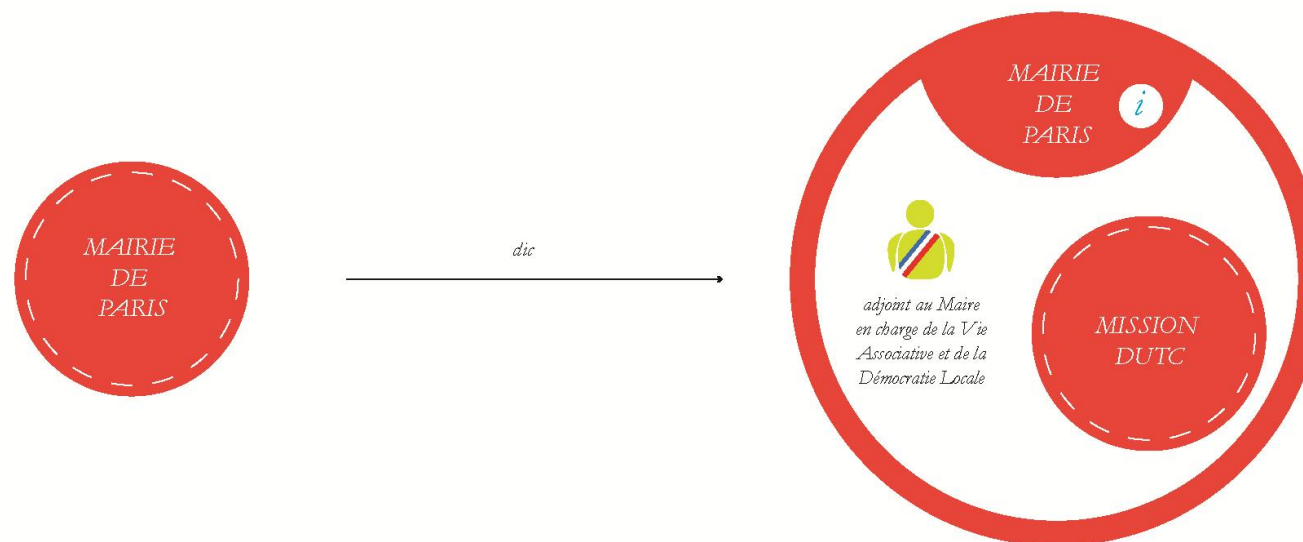 MAIRIE
DE
PARIS
dic
MAIRIE
DE
PARIS
i
adjoint au Maire
en charge de la Vie
Associative et de la
Démocratie Locale
MISSION
DUTC